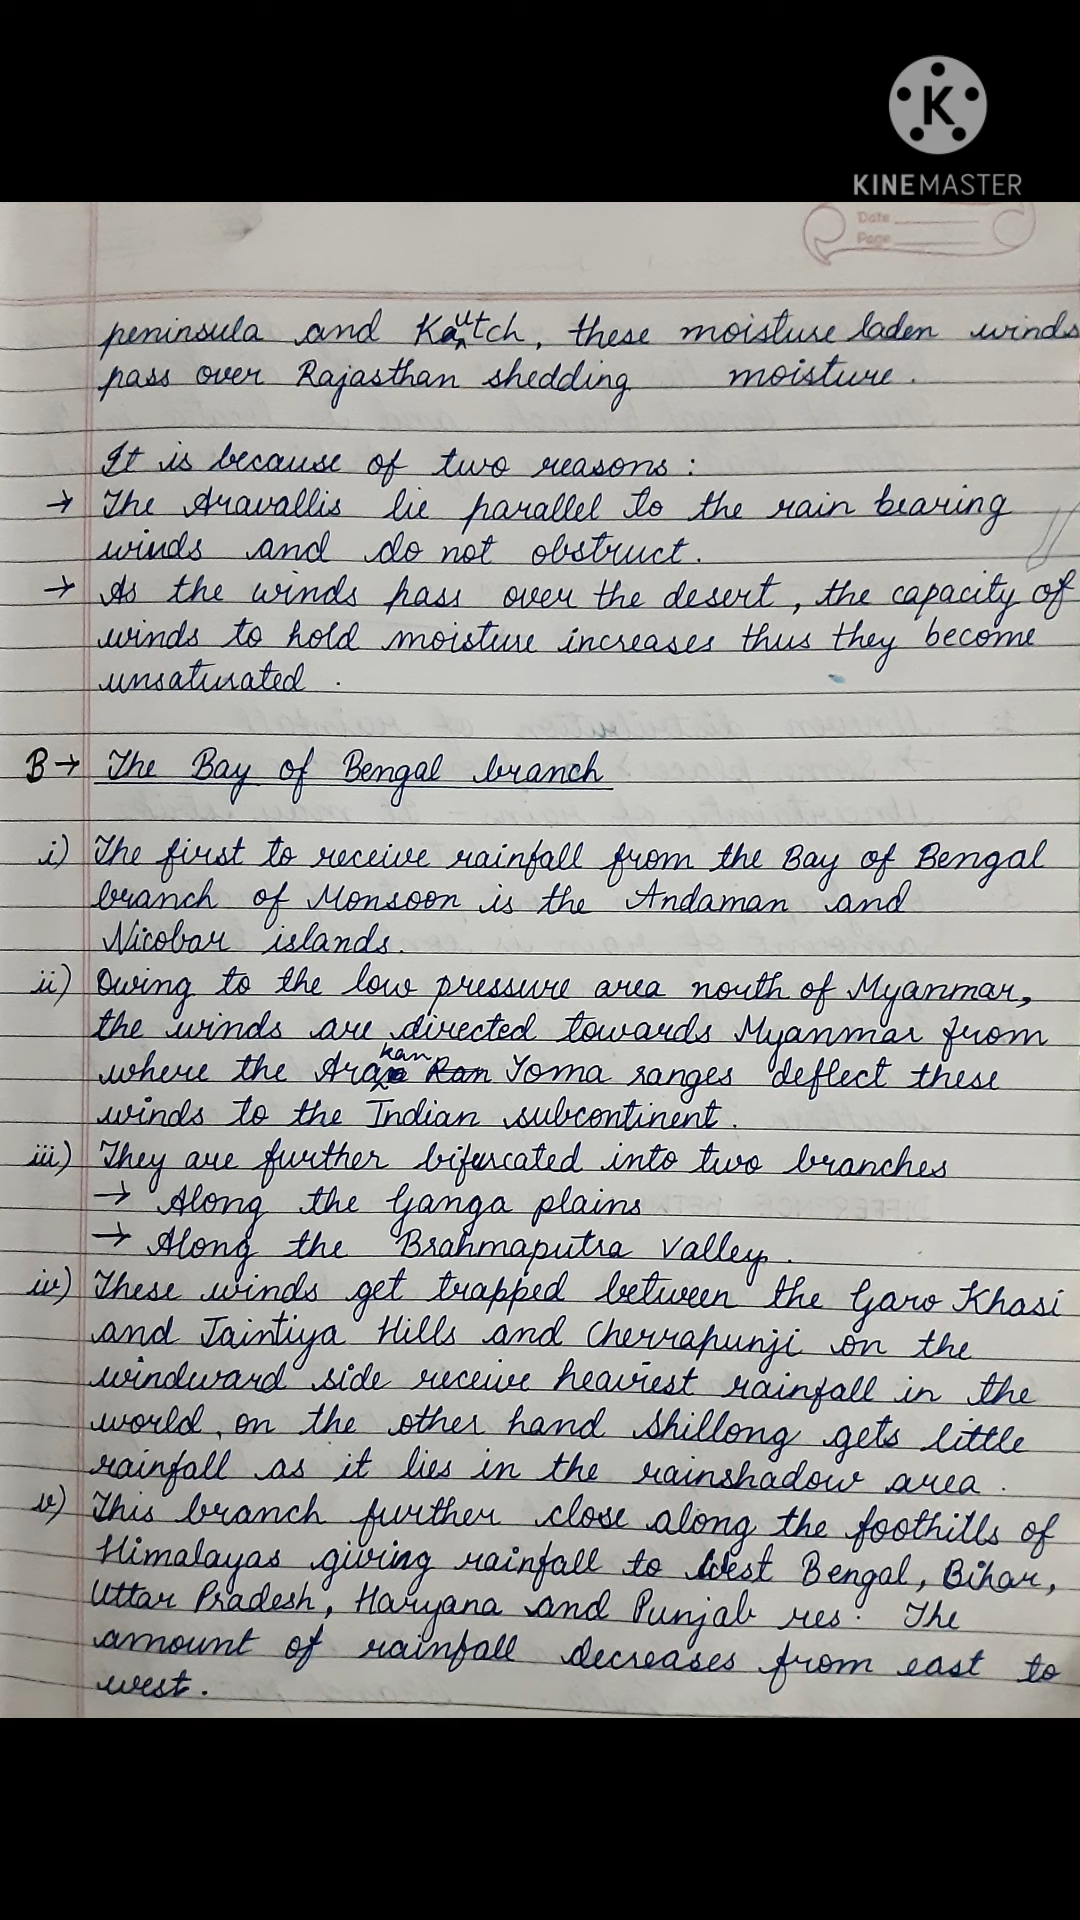 K
KINEMASTER
Date
Page
peninsula and Kautch, these moisture laden winds
pass over Rajasthan shedding moisture.
It is because of two reasons:
→ The Aravallis lie parallel to the rain bearing
winds and do not obstruct.
→ As the winds pass over the desert, the capacity of
winds to hold moisture increases thus they become
unsaturated.
B→ The Bay of Bengal branch
i) The first to receive rainfall from the Bay of Bengal
branch of Monsoon is the Andaman and
Nicobar islands.
ii) Owing to the low pressure area north of Myanmar,
the winds are directed towards Myanmar from
where the Arakan Yoma ranges deflect these
winds to the Indian subcontinent.
iii) They are further bifurcated into two branches
→ Along the Ganga plains
→ Along the Brahmaputra Valley.
iv) These winds get trapped between the Garo Khasi
and Jaintiya Hills and Cherrapunji on the
windward side receive heaviest rainfall in the
world, on the other hand Shillong gets little
rainfall as it lies in the rainshadow area.
v) This branch further close along the foothills of
Himalayas giving rainfall to West Bengal, Bihar,
Uttar Pradesh, Haryana and Punjab res. The
amount of rainfall decreases from east to
west.